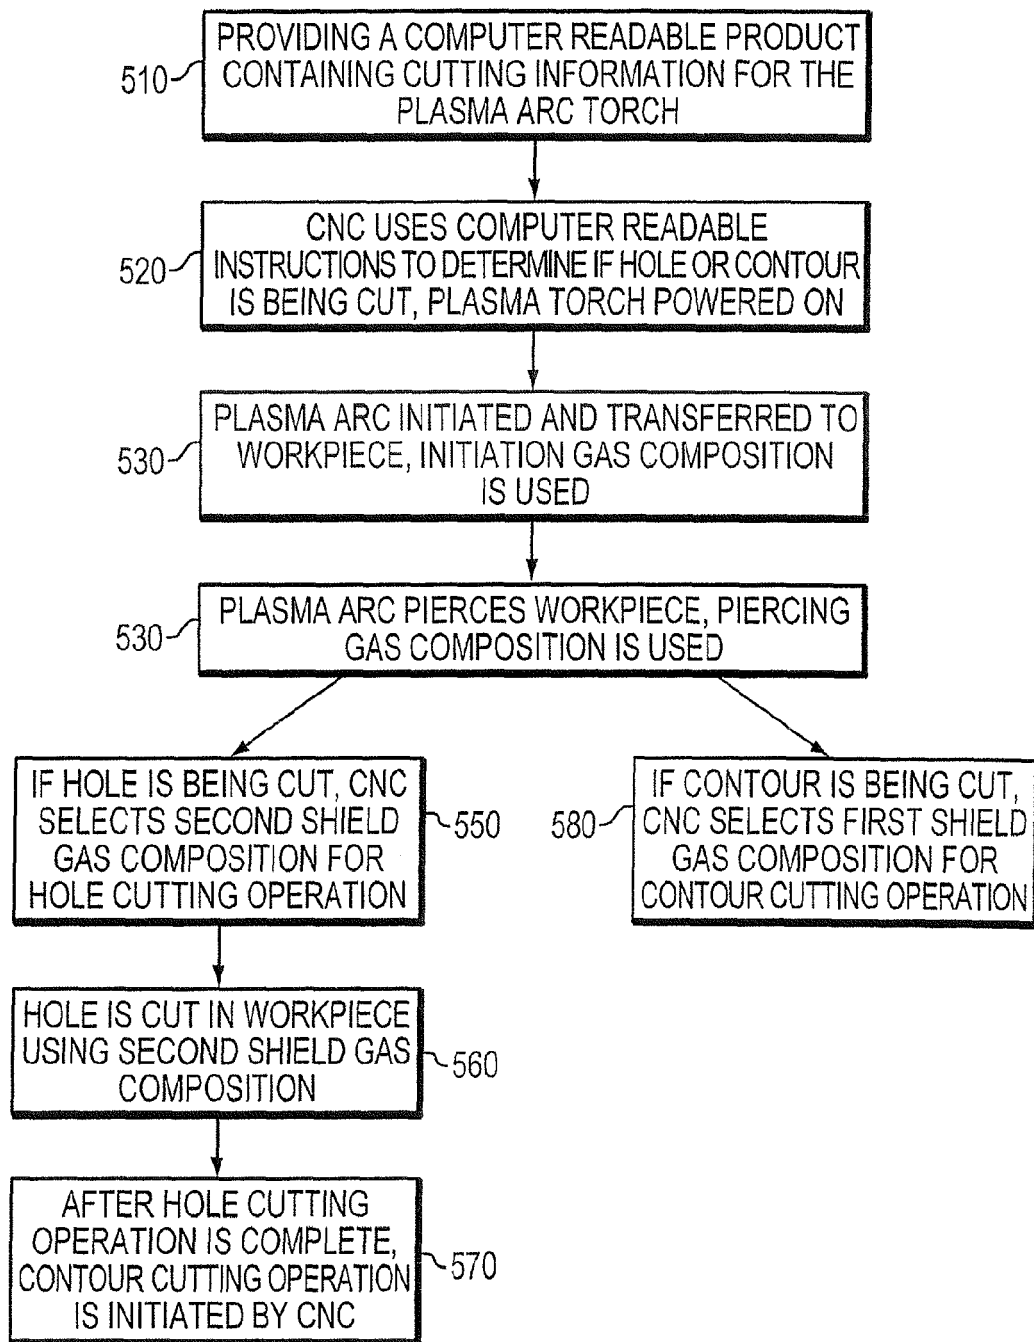 PROVIDING A COMPUTER READABLE PRODUCT
CONTAINING CUTTING INFORMATION FOR THE
PLASMA ARC TORCH
510
CNC USES COMPUTER READABLE
INSTRUCTIONS TO DETERMINE IF HOLE OR CONTOUR
IS BEING CUT, PLASMA TORCH POWERED ON
520
PLASMA ARC INITIATED AND TRANSFERRED TO
WORKPIECE, INITIATION GAS COMPOSITION
IS USED
530
PLASMA ARC PIERCES WORKPIECE, PIERCING
GAS COMPOSITION IS USED
530
IF HOLE IS BEING CUT, CNC
SELECTS SECOND SHIELD
GAS COMPOSITION FOR
HOLE CUTTING OPERATION
550
580
IF CONTOUR IS BEING CUT,
CNC SELECTS FIRST SHIELD
GAS COMPOSITION FOR
CONTOUR CUTTING OPERATION
HOLE IS CUT IN WORKPIECE
USING SECOND SHIELD GAS
COMPOSITION
560
AFTER HOLE CUTTING
OPERATION IS COMPLETE,
CONTOUR CUTTING OPERATION
IS INITIATED BY CNC
570